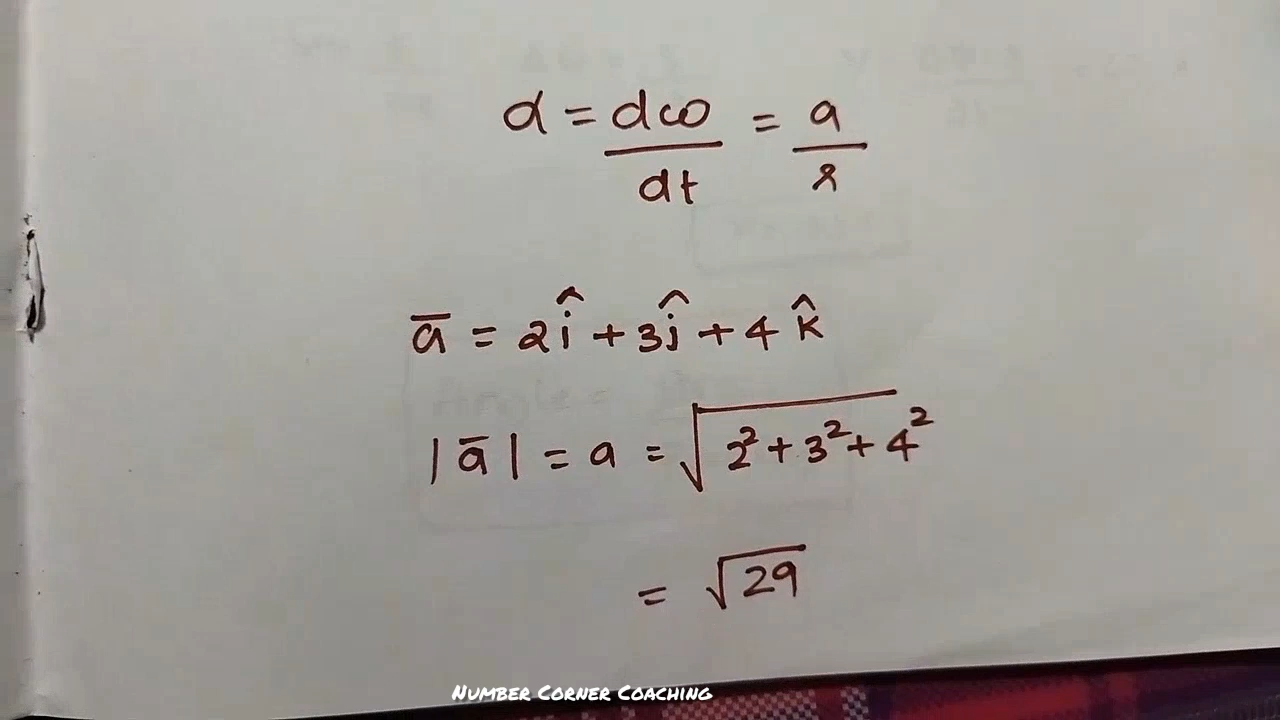 α = dω/dt = a/r
a̅ = 2î + 3ĵ + 4k̂
|a̅| = a = √(2² + 3² + 4²)
= √29
NUMBER CORNER COACHING